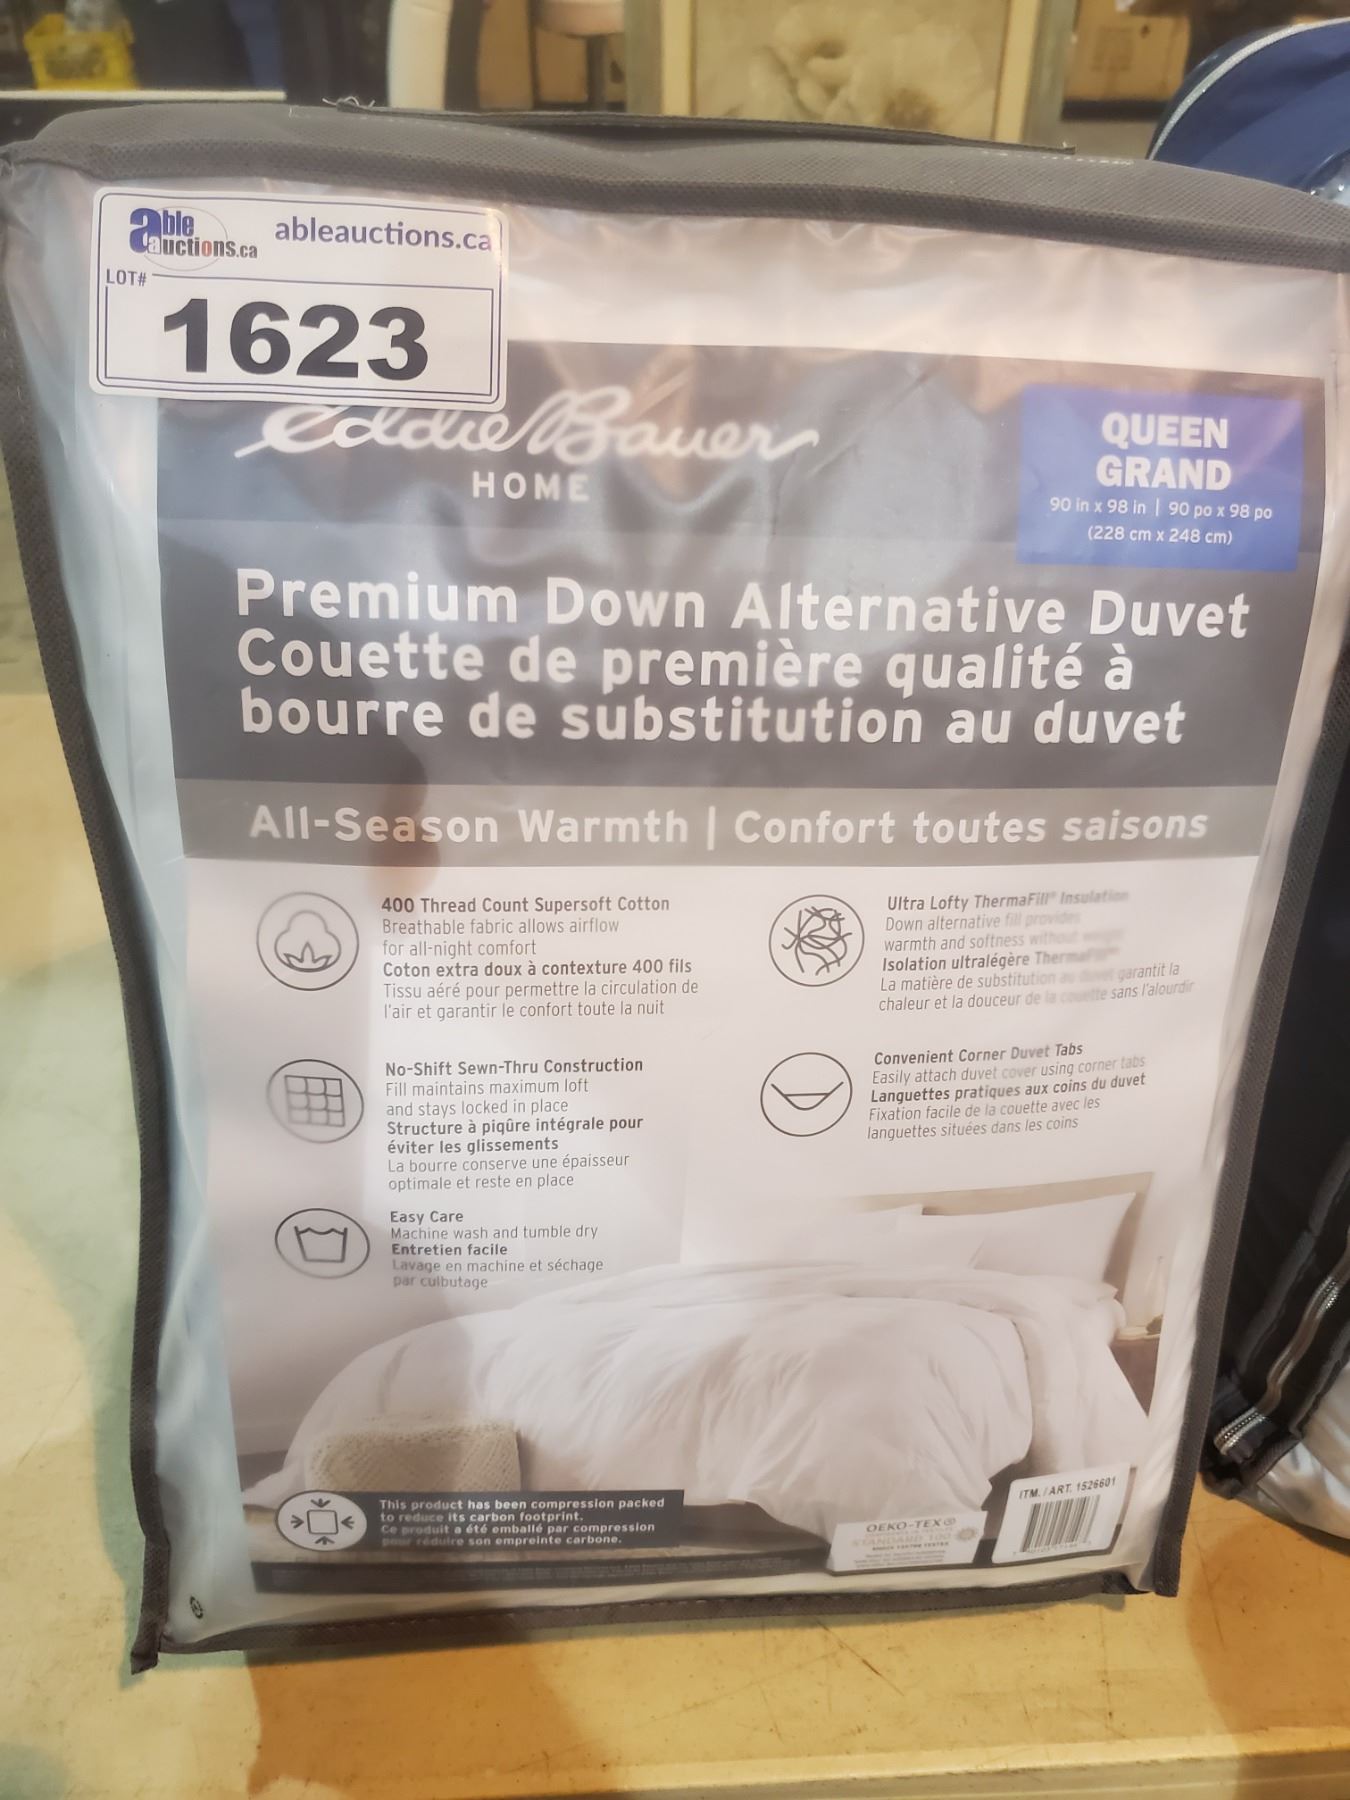 able auctions.ca
ableauctions.ca
LOT#
1623
Eddie Bauer
HOME
QUEEN
GRAND
90 in x 98 in | 90 po x 98 po
(228 cm x 248 cm)
Premium Down Alternative Duvet
Couette de première qualité à
bourre de substitution au duvet
All-Season Warmth | Confort toutes saisons
400 Thread Count Supersoft Cotton
Breathable fabric allows airflow
for all-night comfort
Coton extra doux à contexture 400 fils
Tissu aéré pour permettre la circulation de
l'air et garantir le confort toute la nuit
Ultra Lofty ThermaFill® Insulation
Down alternative fill provides
warmth and softness without weight
Isolation ultralégère ThermaFill
La matière de substitution au duvet garantit la
chaleur et la douceur de la couette sans l'alourdir
No-Shift Sewn-Thru Construction
Fill maintains maximum loft
and stays locked in place
Structure à piqûre intégrale pour
éviter les glissements
La bourre conserve une épaisseur
optimale et reste en place
Convenient Corner Duvet Tabs
Easily attach duvet cover using corner tabs
Languettes pratiques aux coins du duvet
Fixation facile de la couette avec les
languettes situées dans les coins
Easy Care
Machine wash and tumble dry
Entretien facile
Lavage en machine et séchage
par culbutage
This product has been compression packed
to reduce its carbon footprint.
Ce produit a été emballé par compression
pour réduire son empreinte carbone.
OEKO-TEX®
STANDARD 100
ITM. / ART. 1526601